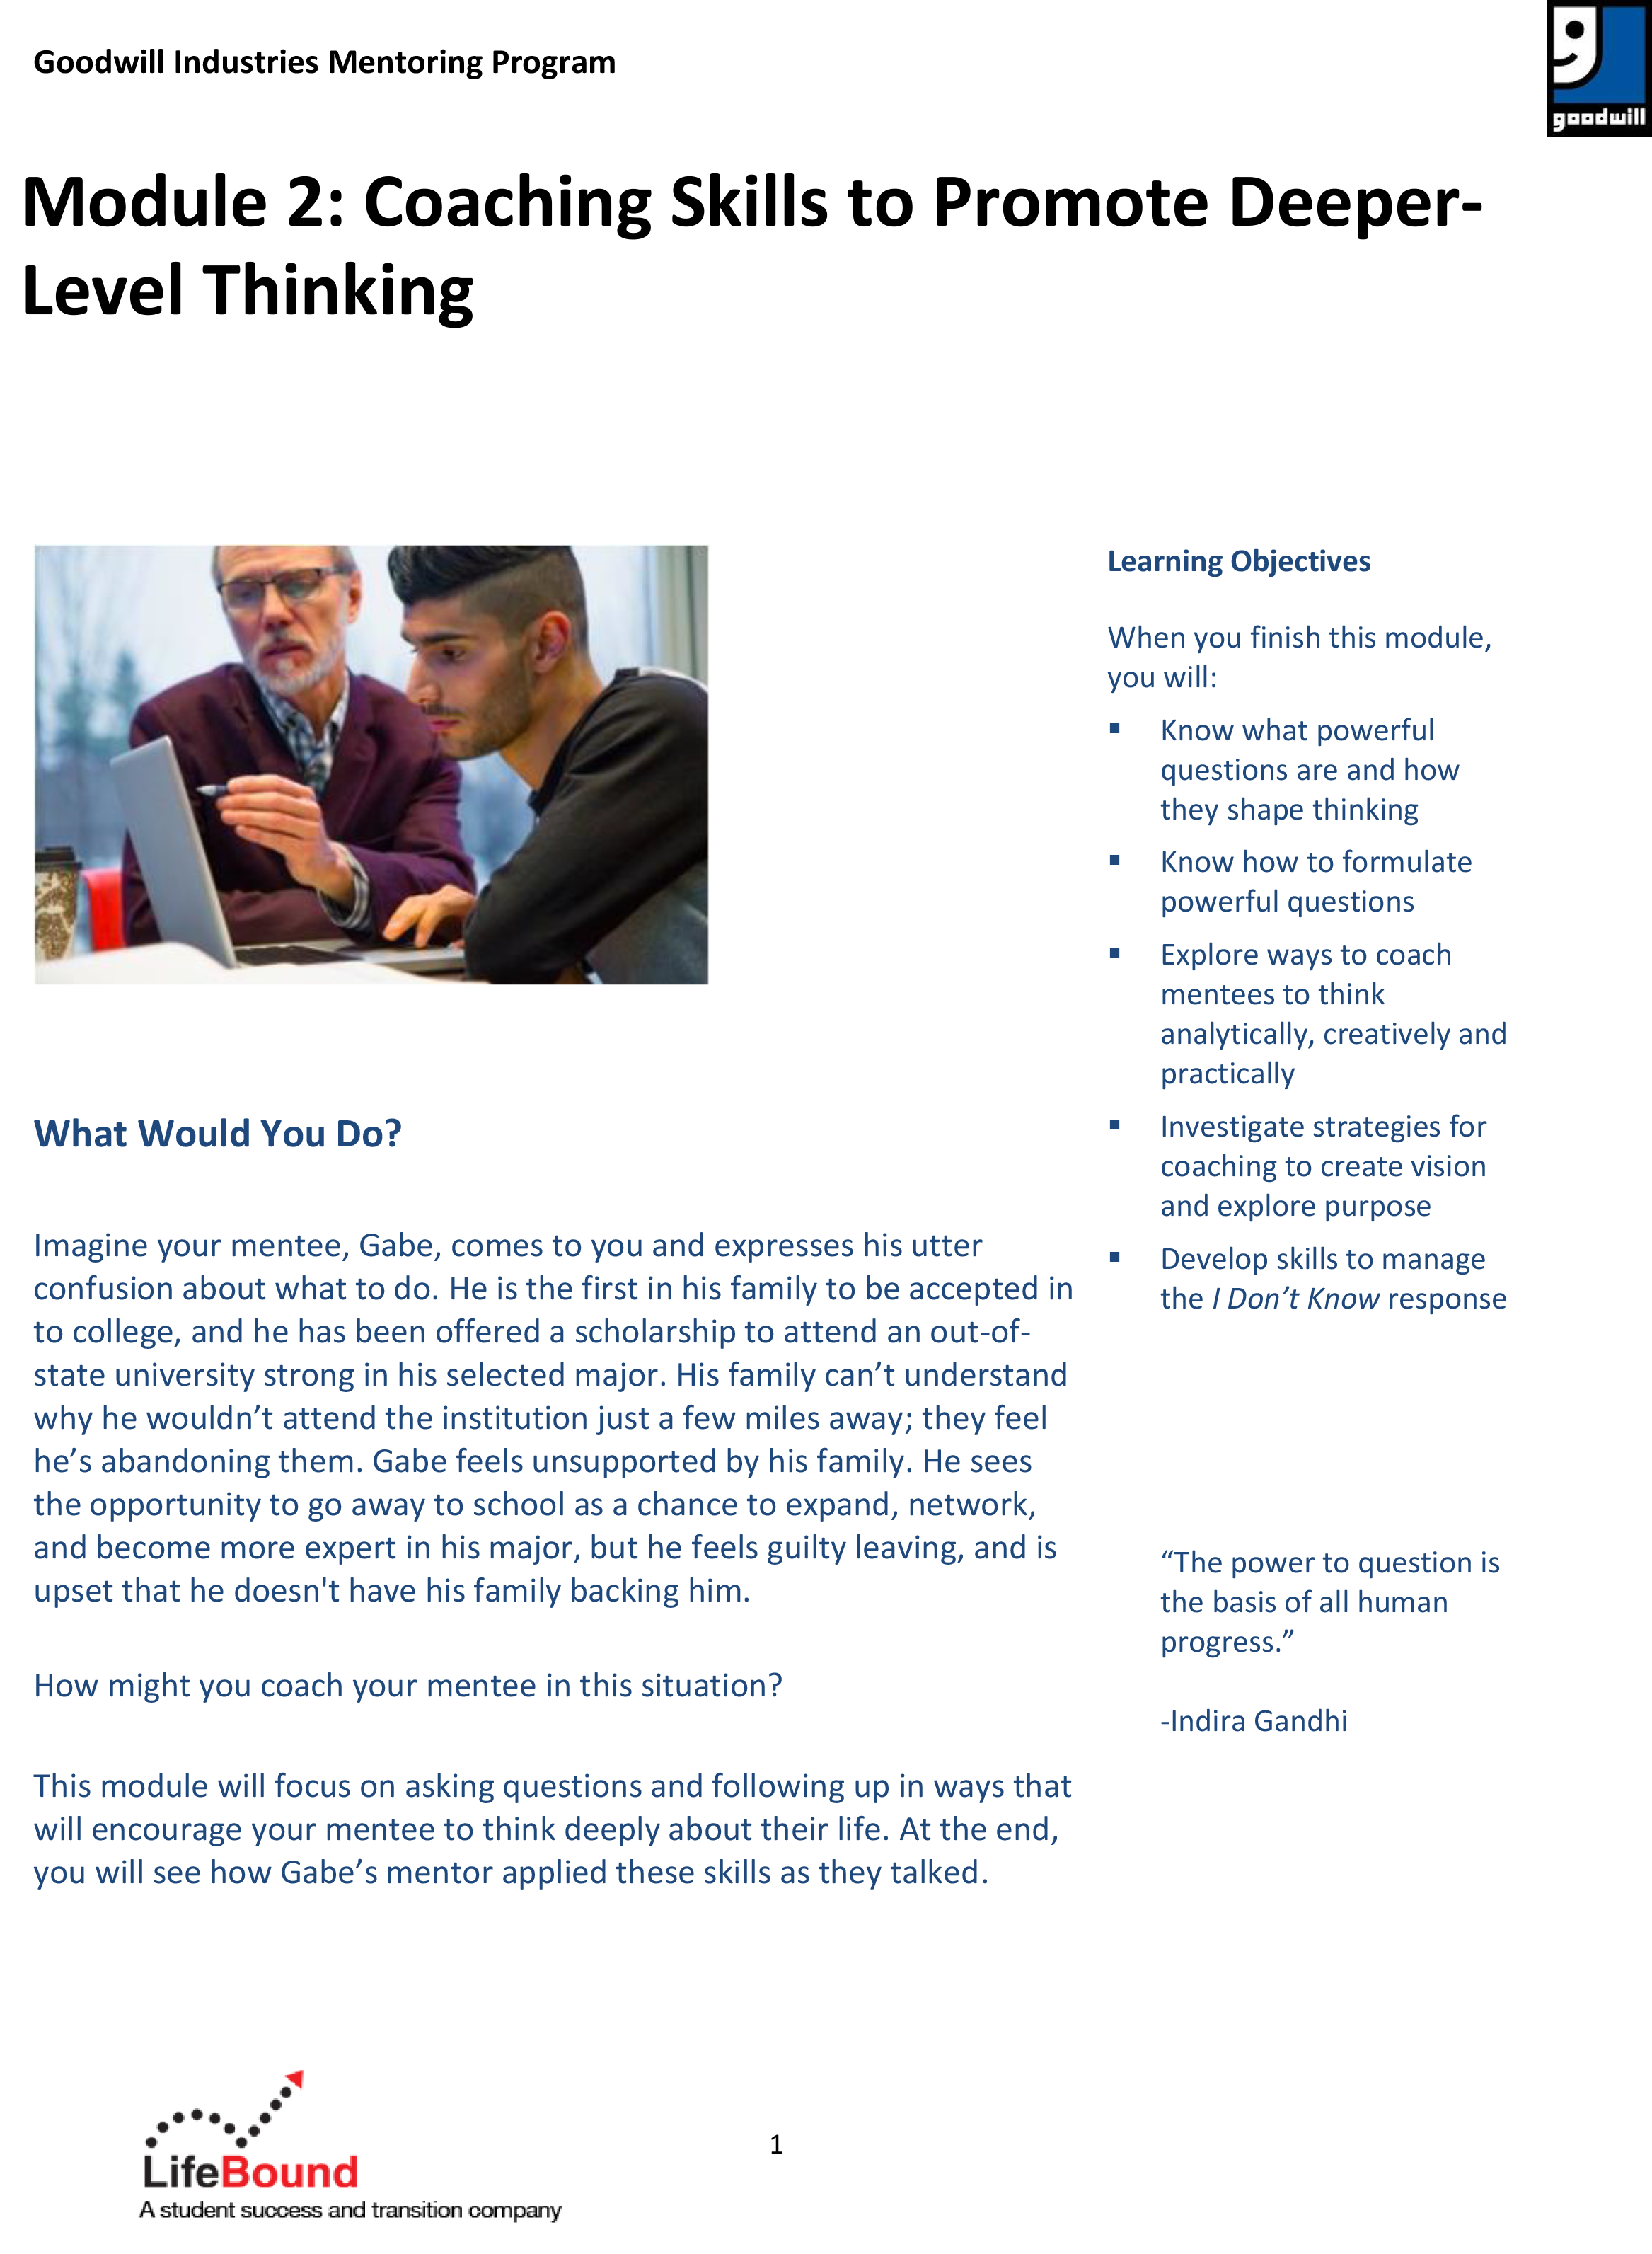 Goodwill Industries Mentoring Program
goodwill
Module 2: Coaching Skills to Promote Deeper-
Level Thinking
What Would You Do?
Imagine your mentee, Gabe, comes to you and expresses his utter
confusion about what to do. He is the first in his family to be accepted in
to college, and he has been offered a scholarship to attend an out-of-
state university strong in his selected major. His family can’t understand
why he wouldn’t attend the institution just a few miles away; they feel
he’s abandoning them. Gabe feels unsupported by his family. He sees
the opportunity to go away to school as a chance to expand, network,
and become more expert in his major, but he feels guilty leaving, and is
upset that he doesn't have his family backing him.
How might you coach your mentee in this situation?
This module will focus on asking questions and following up in ways that
will encourage your mentee to think deeply about their life. At the end,
you will see how Gabe’s mentor applied these skills as they talked.
Learning Objectives
When you finish this module,
you will:
▪ Know what powerful
questions are and how
they shape thinking
▪ Know how to formulate
powerful questions
▪ Explore ways to coach
mentees to think
analytically, creatively and
practically
▪ Investigate strategies for
coaching to create vision
and explore purpose
▪ Develop skills to manage
the I Don’t Know response
“The power to question is
the basis of all human
progress.”
-Indira Gandhi
LifeBound
A student success and transition company
1